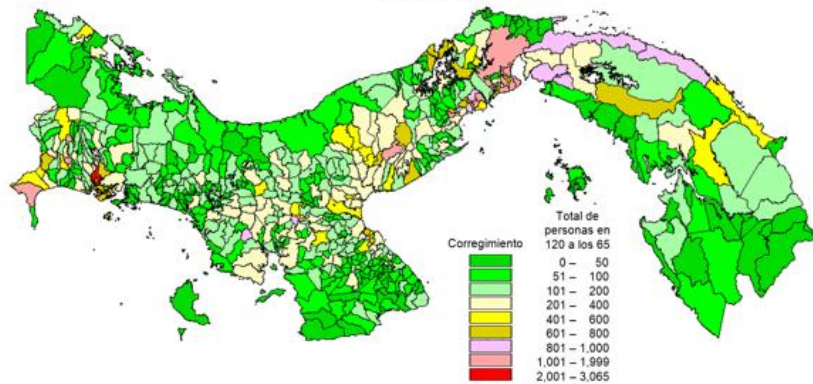 Total de
personas en
Corregimiento 120 a los 65
0 – 50
51 – 100
101 – 200
201 – 400
401 – 600
601 – 800
801 – 1,000
1,001 – 1,999
2,001 – 3,065